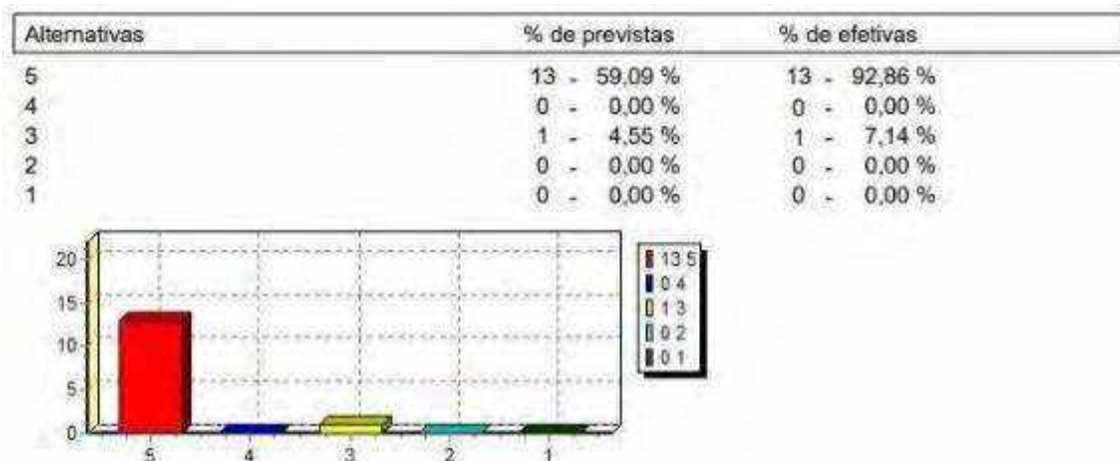 Alternativas % de previstas % de efetivas
5 13 - 59,09 % 13 - 92,86 %
4 0 - 0,00 % 0 - 0,00 %
3 1 - 4,55 % 1 - 7,14 %
2 0 - 0,00 % 0 - 0,00 %
1 0 - 0,00 % 0 - 0,00 %
20
15
10
5
0
5 4 3 2 1
13 5
0 4
1 3
0 2
0 1